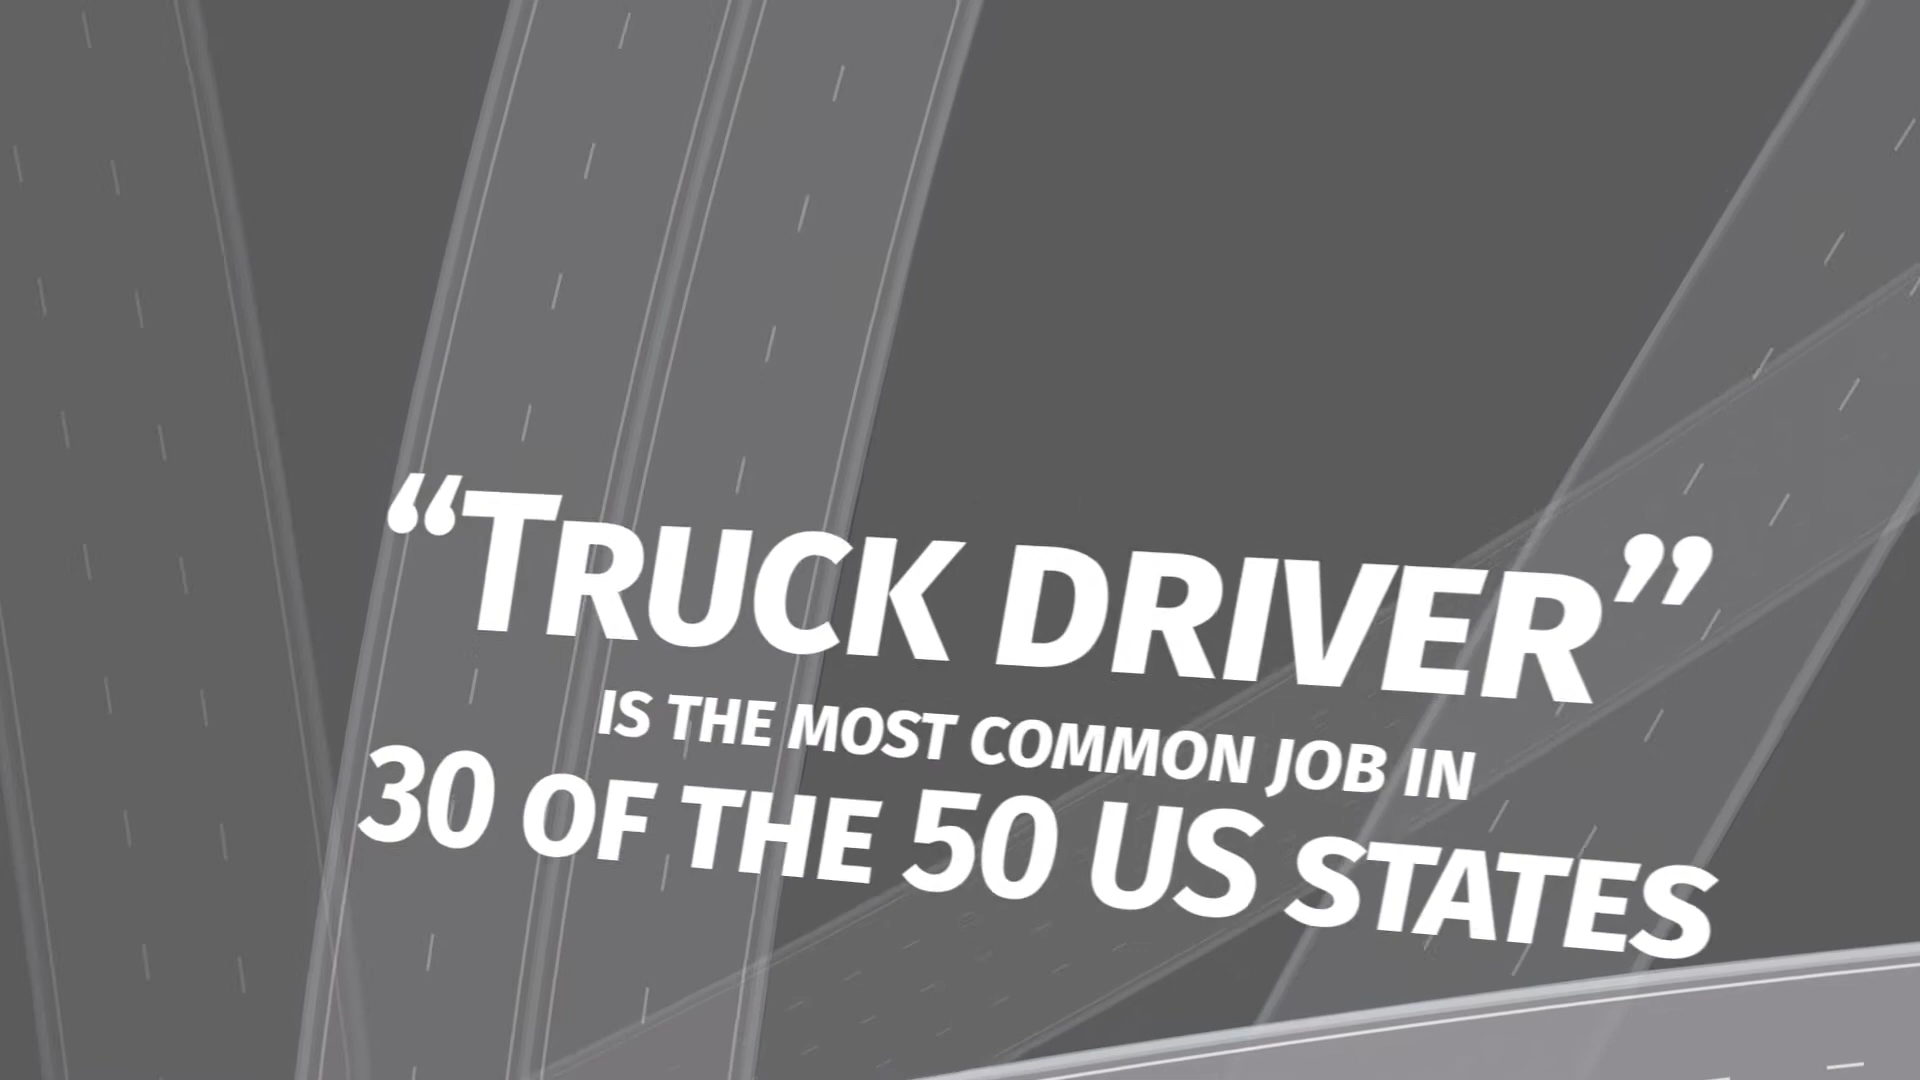 “TRUCK DRIVER”
IS THE MOST COMMON JOB IN
30 OF THE 50 US STATES